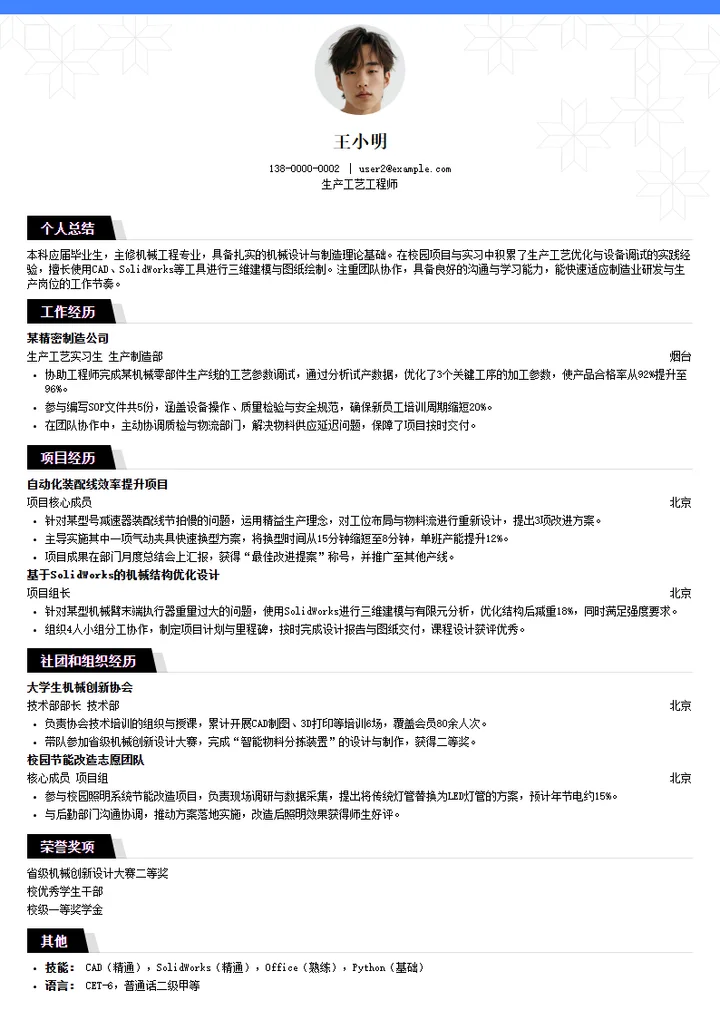 王小明
138-0000-0002 | user2@example.com
生产工艺工程师
个人总结
本科应届毕业生，主修机械工程专业，具备扎实的机械设计与制造理论基础。在校园项目与实习中积累了生产工艺优化与设备调试的实践经
验，擅长使用CAD、SolidWorks等工具进行三维建模与图纸绘制。注重团队协作，具备良好的沟通与学习能力，能快速适应制造业研发与生
产岗位的工作节奏。
工作经历
某精密制造公司
生产工艺实习生 生产制造部 烟台
• 协助工程师完成某机械零部件生产线的工艺参数调试，通过分析试产数据，优化了3个关键工序的加工参数，使产品合格率从92%提升至
96%。
• 参与编写SOP文件共5份，涵盖设备操作、质量检验与安全规范，确保新员工培训周期缩短20%。
• 在团队协作中，主动协调质检与物流部门，解决物料供应延迟问题，保障了项目按时交付。
项目经历
自动化装配线效率提升项目
项目核心成员 北京
• 针对某型号减速器装配线节拍慢的问题，运用精益生产理念，对工位布局与物料流进行重新设计，提出3项改进方案。
• 主导实施其中一项气动夹具快速换型方案，将换型时间从15分钟缩短至8分钟，单班产能提升12%。
• 项目成果在部门月度总结会上汇报，获得“最佳改进提案”称号，并推广至其他产线。
基于SolidWorks的机械结构优化设计
项目组长 北京
• 针对某型机械臂末端执行器重量过大的问题，使用SolidWorks进行三维建模与有限元分析，优化结构后减重18%，同时满足强度要求。
• 组织4人小组分工协作，制定项目计划与里程碑，按时完成设计报告与图纸交付，课程设计获评优秀。
社团和组织经历
大学生机械创新协会
技术部部长 技术部 北京
• 负责协会技术培训的组织与授课，累计开展CAD制图、3D打印等培训6场，覆盖会员80余人次。
• 带队参加省级机械创新设计大赛，完成“智能物料分拣装置”的设计与制作，获得二等奖。
校园节能改造志愿团队
核心成员 项目组 北京
• 参与校园照明系统节能改造项目，负责现场调研与数据采集，提出将传统灯管替换为LED灯管的方案，预计年节电约15%。
• 与后勤部门沟通协调，推动方案落地实施，改造后照明效果获得师生好评。
荣誉奖项
省级机械创新设计大赛二等奖
校优秀学生干部
校级一等奖学金
其他
• 技能： CAD（精通），SolidWorks（精通），Office（熟练），Python（基础）
• 语言： CET-6，普通话二级甲等